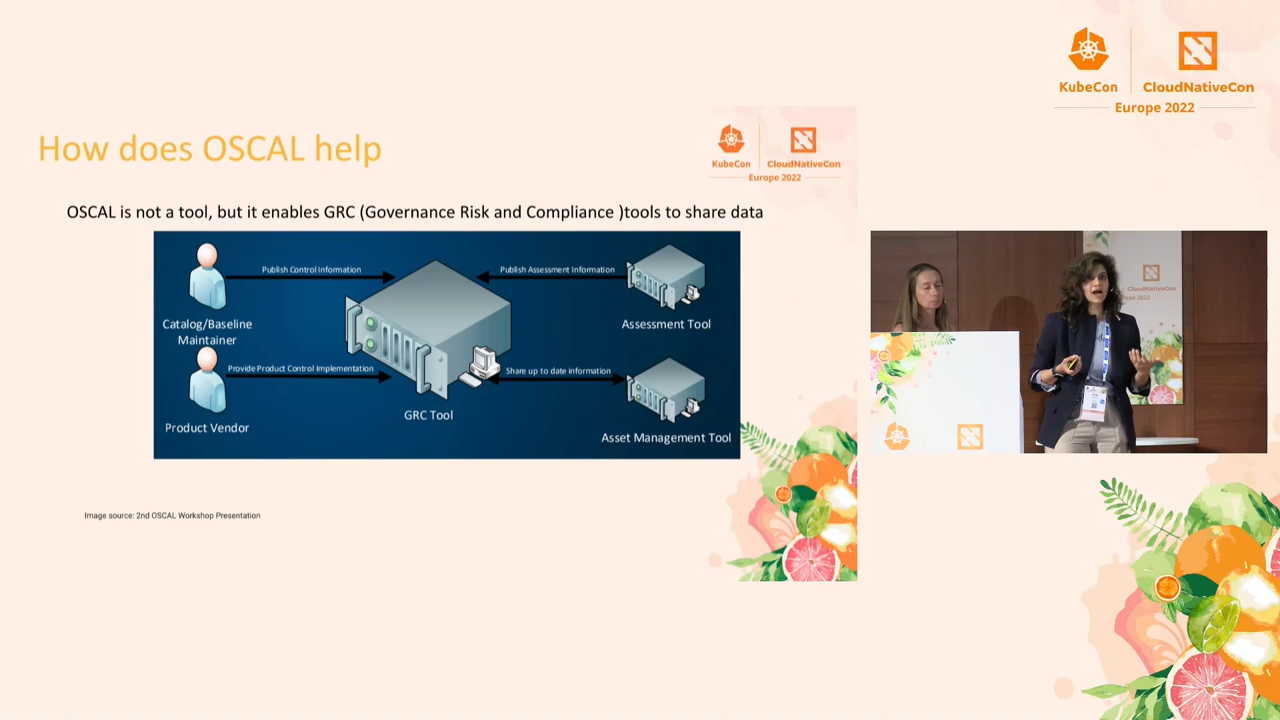 KubeCon
CloudNativeCon
Europe 2022
How does OSCAL help
KubeCon
CloudNativeCon
Europe 2022
OSCAL is not a tool, but it enables GRC (Governance Risk and Compliance )tools to share data
Publish Control Information
Publish Assessment Information
Catalog/Baseline
Maintainer
Assessment Tool
Provide Product Control Implementation
Share up to date information
GRC Tool
Product Vendor
Asset Management Tool
Image source: 2nd OSCAL Workshop Presentation
CloudNativeCon